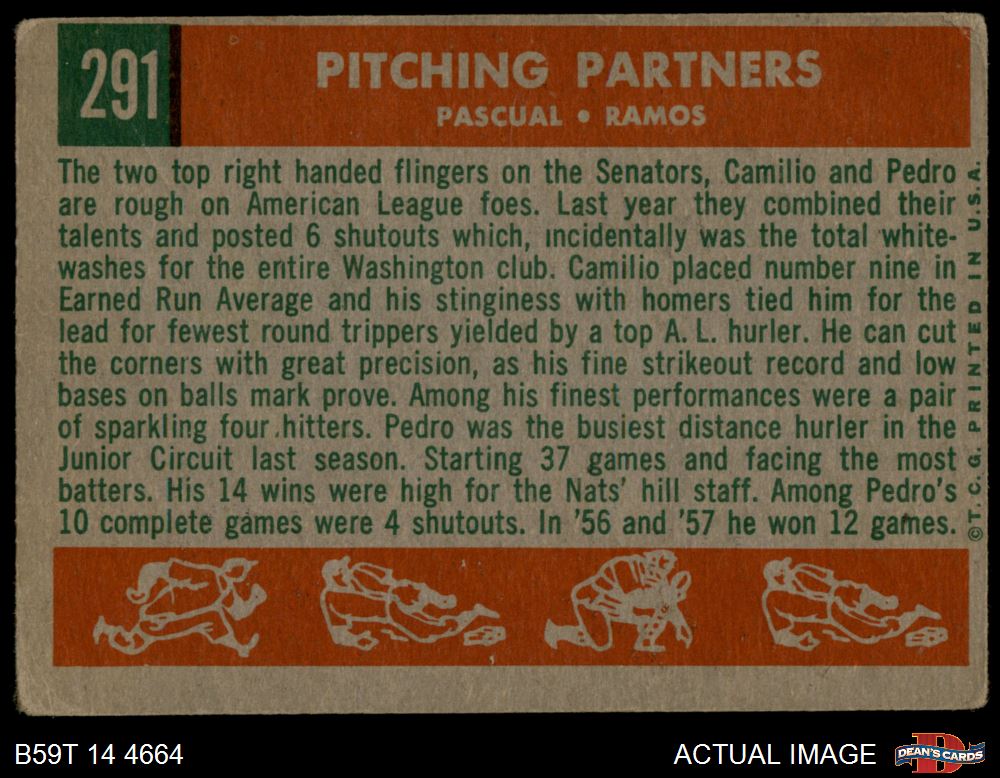 291
PITCHING PARTNERS
PASCUAL • RAMOS
The two top right handed flingers on the Senators, Camilio and Pedro
are rough on American League foes. Last year they combined their
talents and posted 6 shutouts which, incidentally was the total white-
washes for the entire Washington club. Camilio placed number nine in
Earned Run Average and his stinginess with homers tied him for the
lead for fewest round trippers yielded by a top A. L. hurler. He can cut
the corners with great precision, as his fine strikeout record and low
bases on balls mark prove. Among his finest performances were a pair
of sparkling four hitters. Pedro was the busiest distance hurler in the
Junior Circuit last season. Starting 37 games and facing the most
batters. His 14 wins were high for the Nats' hill staff. Among Pedro's
10 complete games were 4 shutouts. In '56 and '57 he won 12 games.
©T. C. G. PRINTED IN U.S.A.
B59T 14 4664
ACTUAL IMAGE
D
DEAN'S CARDS